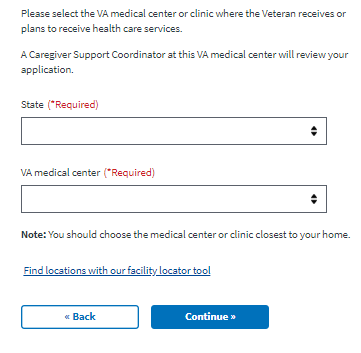 Please select the VA medical center or clinic where the Veteran receives or
plans to receive health care services.
A Caregiver Support Coordinator at this VA medical center will review your
application.
State (*Required)
VA medical center (*Required)
Note: You should choose the medical center or clinic closest to your home.
Find locations with our facility locator tool
« Back
Continue »